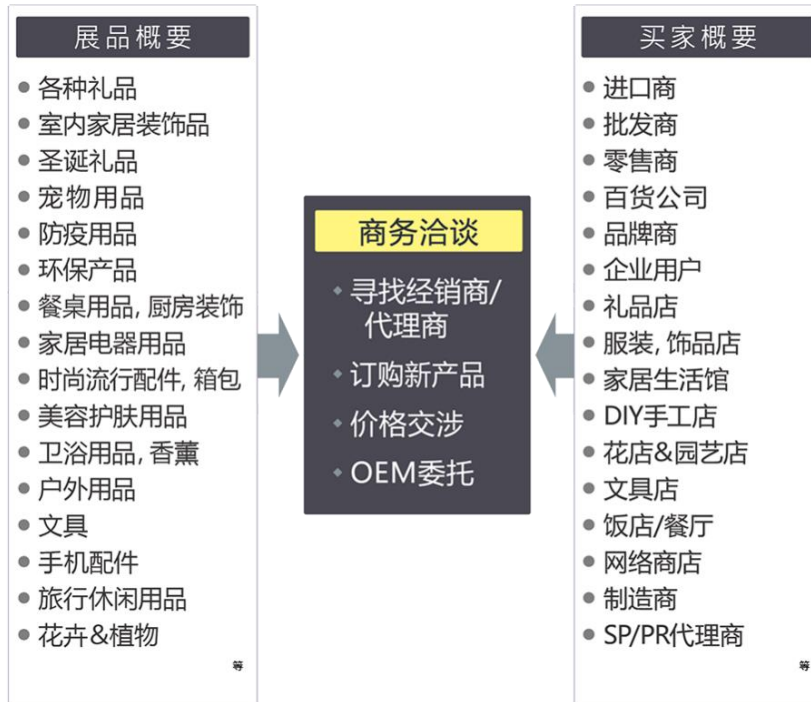 展品概要
各种礼品
室内家居装饰品
圣诞礼品
宠物用品
防疫用品
环保产品
餐桌用品, 厨房装饰
家居电器用品
时尚流行配件, 箱包
美容护肤用品
卫浴用品, 香薰
户外用品
文具
手机配件
旅行休闲用品
花卉&植物
等
商务洽谈
寻找经销商/
代理商
订购新产品
价格交涉
OEM委托
买家概要
进口商
批发商
零售商
百货公司
品牌商
企业用户
礼品店
服装, 饰品店
家居生活馆
DIY手工店
花店&园艺店
文具店
饭店/餐厅
网络商店
制造商
SP/PR代理商
等